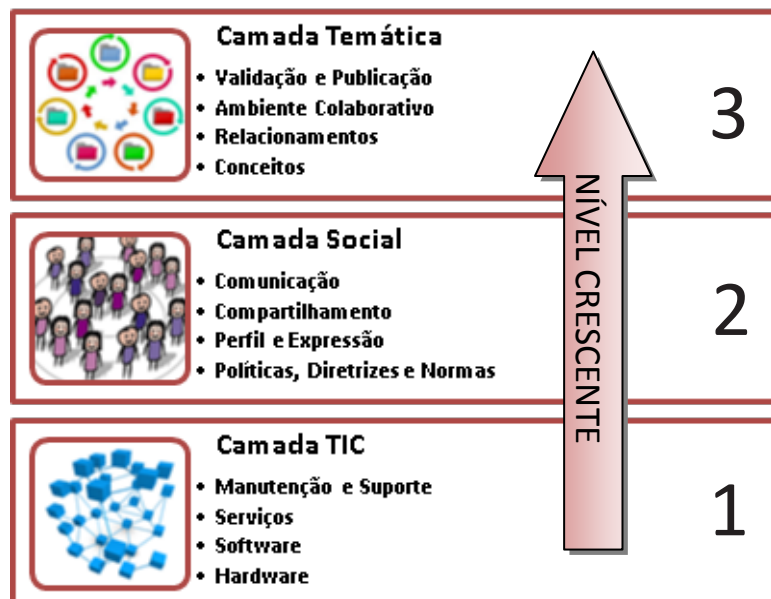 Camada Temática
• Validação e Publicação
• Ambiente Colaborativo
• Relacionamentos
• Conceitos
3
Camada Social
• Comunicação
• Compartilhamento
• Perfil e Expressão
• Políticas, Diretrizes e Normas
2
Camada TIC
• Manutenção e Suporte
• Serviços
• Software
• Hardware
1
NÍVEL CRESCENTE